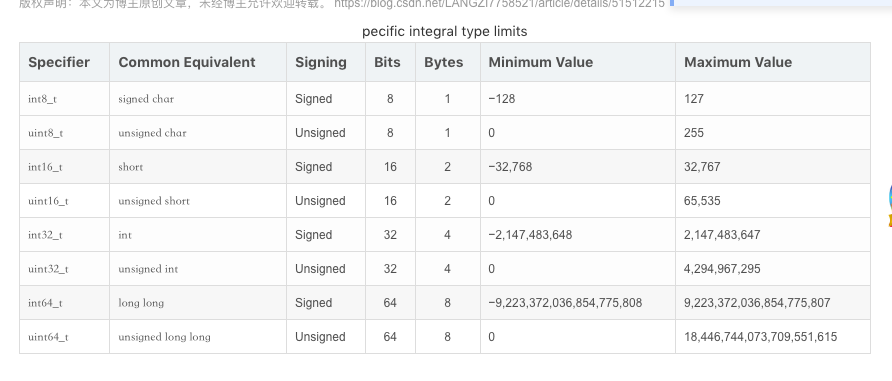 版权声明：本文为博主原创文章，未经博主允许欢迎转载。 https://blog.csdn.net/LANGZI7758521/article/details/51512215
pecific integral type limits
Specifier Common Equivalent Signing Bits Bytes Minimum Value Maximum Value
int8_t signed char Signed 8 1 −128 127
uint8_t unsigned char Unsigned 8 1 0 255
int16_t short Signed 16 2 −32,768 32,767
uint16_t unsigned short Unsigned 16 2 0 65,535
int32_t int Signed 32 4 −2,147,483,648 2,147,483,647
uint32_t unsigned int Unsigned 32 4 0 4,294,967,295
int64_t long long Signed 64 8 −9,223,372,036,854,775,808 9,223,372,036,854,775,807
uint64_t unsigned long long Unsigned 64 8 0 18,446,744,073,709,551,615